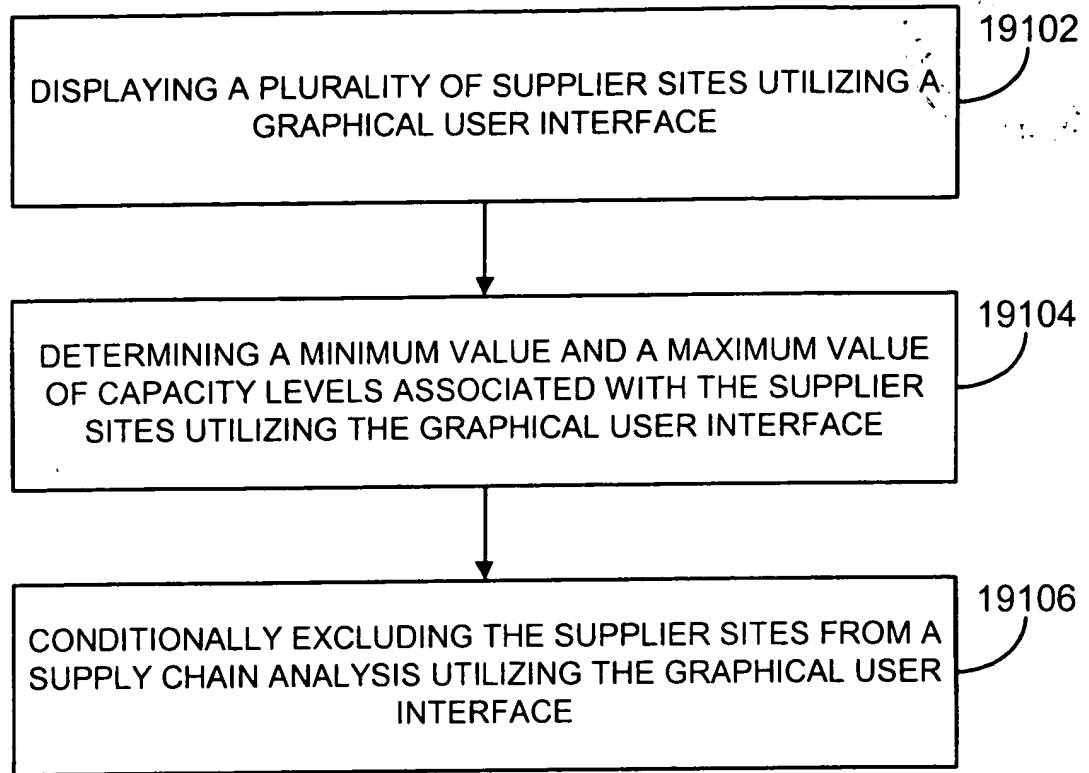 19102
DISPLAYING A PLURALITY OF SUPPLIER SITES UTILIZING A
GRAPHICAL USER INTERFACE
19104
DETERMINING A MINIMUM VALUE AND A MAXIMUM VALUE
OF CAPACITY LEVELS ASSOCIATED WITH THE SUPPLIER
SITES UTILIZING THE GRAPHICAL USER INTERFACE
19106
CONDITIONALLY EXCLUDING THE SUPPLIER SITES FROM A
SUPPLY CHAIN ANALYSIS UTILIZING THE GRAPHICAL USER
INTERFACE